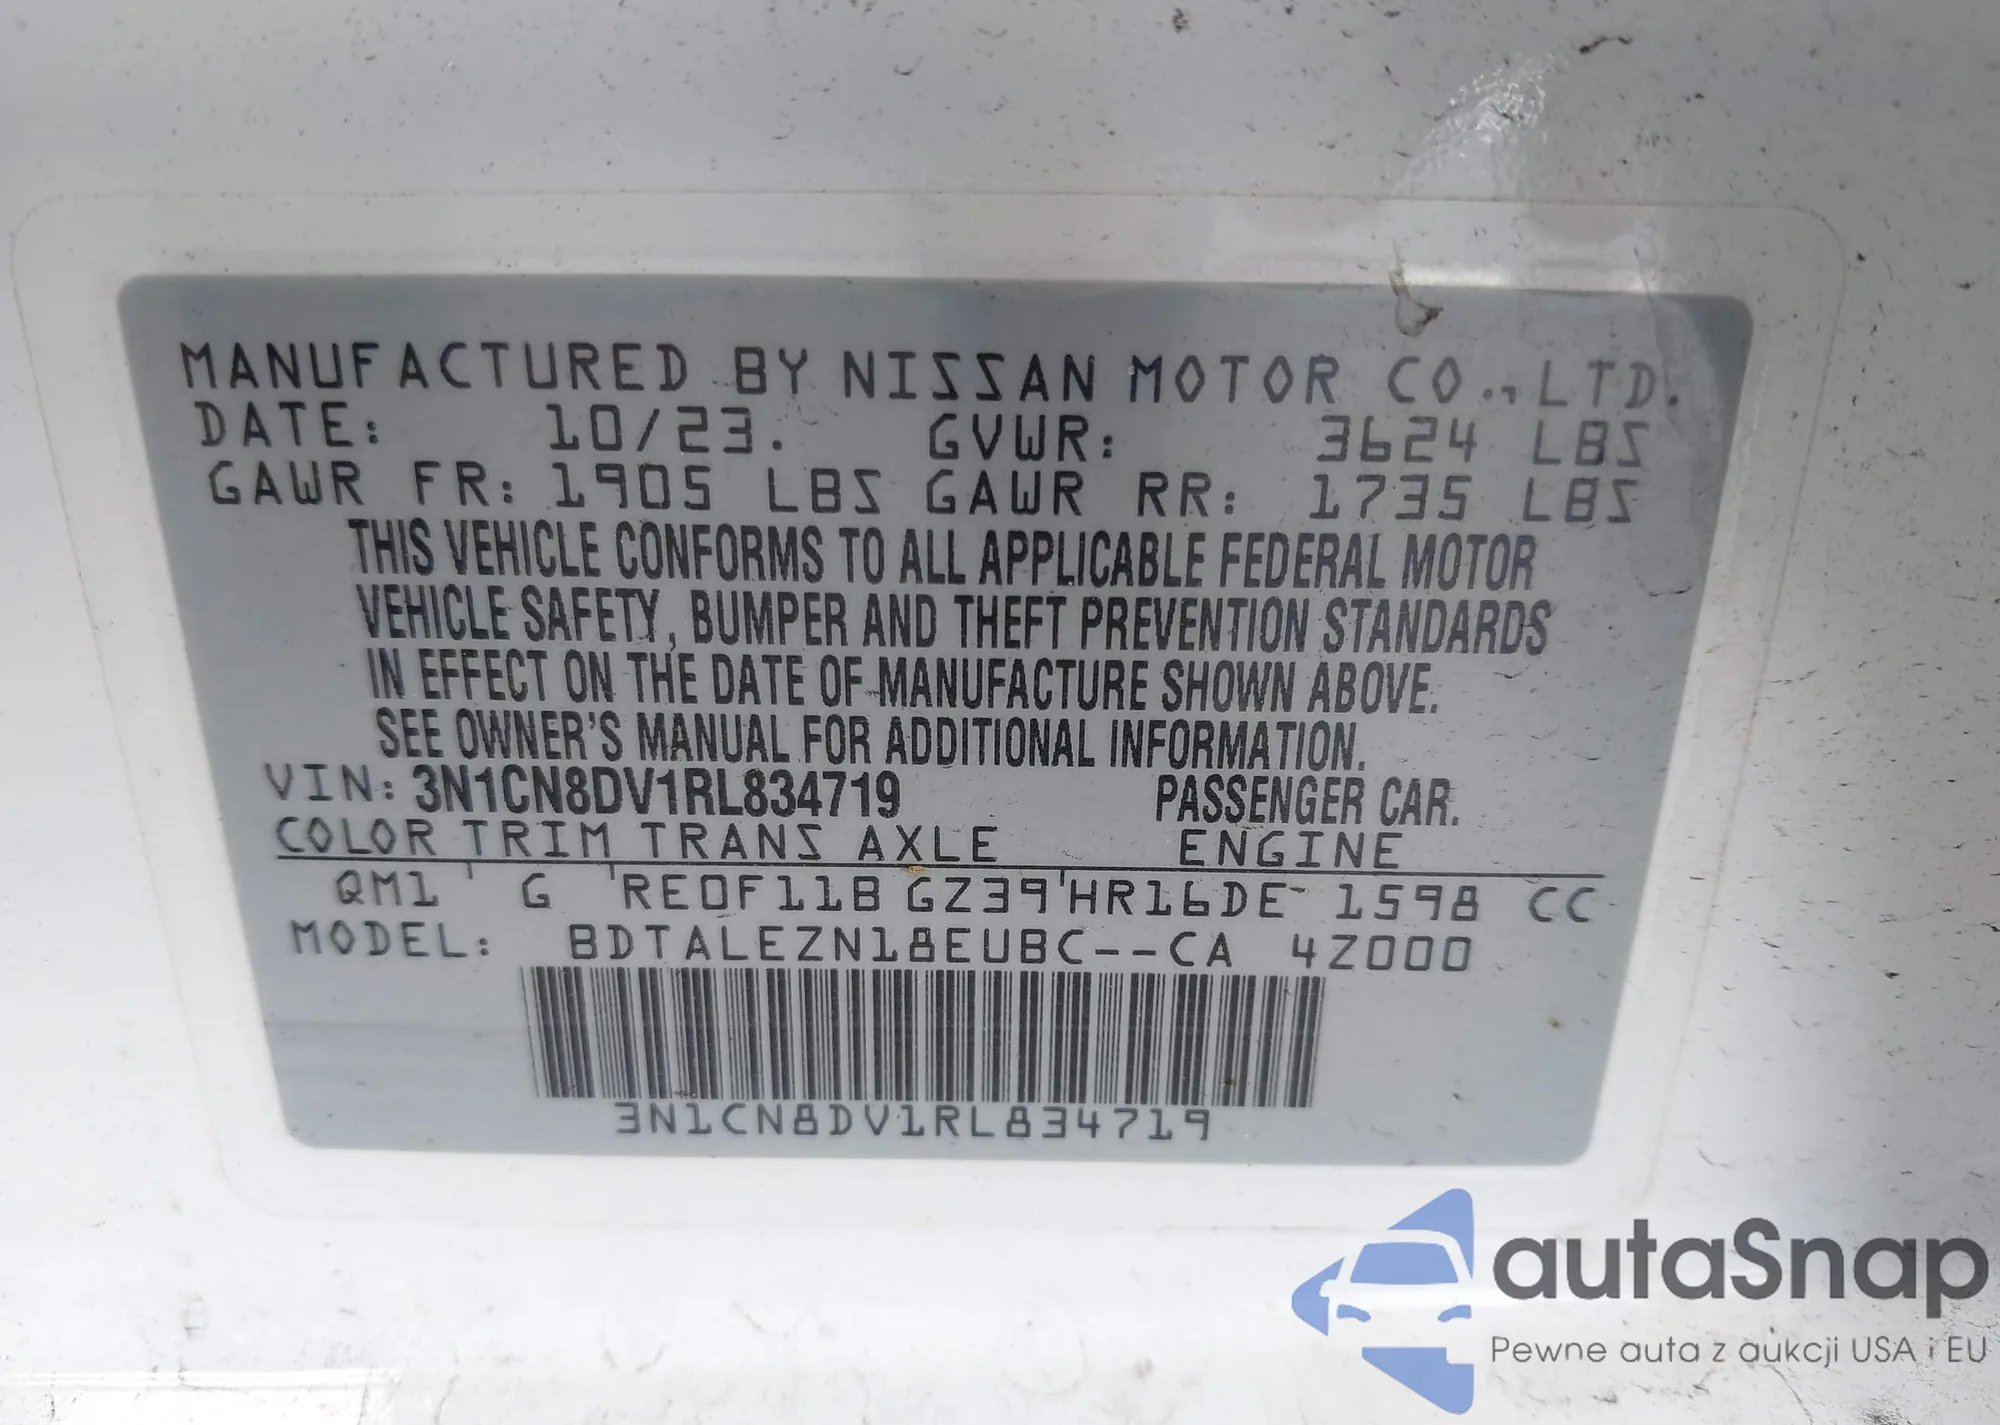 MANUFACTURED BY NISSAN MOTOR CO., LTD.
DATE: 10/23. GVWR: 3624 LBS
GAWR FR: 1905 LBS GAWR RR: 1735 LBS
THIS VEHICLE CONFORMS TO ALL APPLICABLE FEDERAL MOTOR
VEHICLE SAFETY, BUMPER AND THEFT PREVENTION STANDARDS
IN EFFECT ON THE DATE OF MANUFACTURE SHOWN ABOVE.
SEE OWNER'S MANUAL FOR ADDITIONAL INFORMATION.
VIN: 3N1CN8DV1RL834719 PASSENGER CAR.
COLOR TRIM TRANS AXLE ENGINE
QM1 ' G ' RE0F11B GZ39 ' HR16DE - 1598 CC
MODEL: BDTALEZN18EUBC--CA 4Z000
3N1CN8DV1RL834719
autaSnap
Pewne auta z aukcji USA i EU